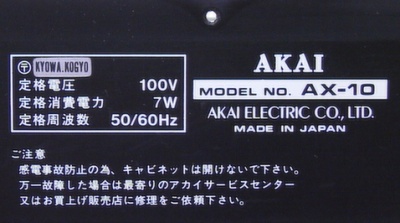 〒 KYOWA.KOGYO
定格電圧 100V
定格消費電力 7W
定格周波数 50/60Hz
AKAI
MODEL NO. AX-10
AKAI ELECTRIC CO., LTD.
MADE IN JAPAN
ご注意
感電事故防止の為、キャビネットは開けないで下さい。
万一故障した場合は最寄りのアカイサービスセンター
又はお買上げ販売店に修理をご依頼下さい。